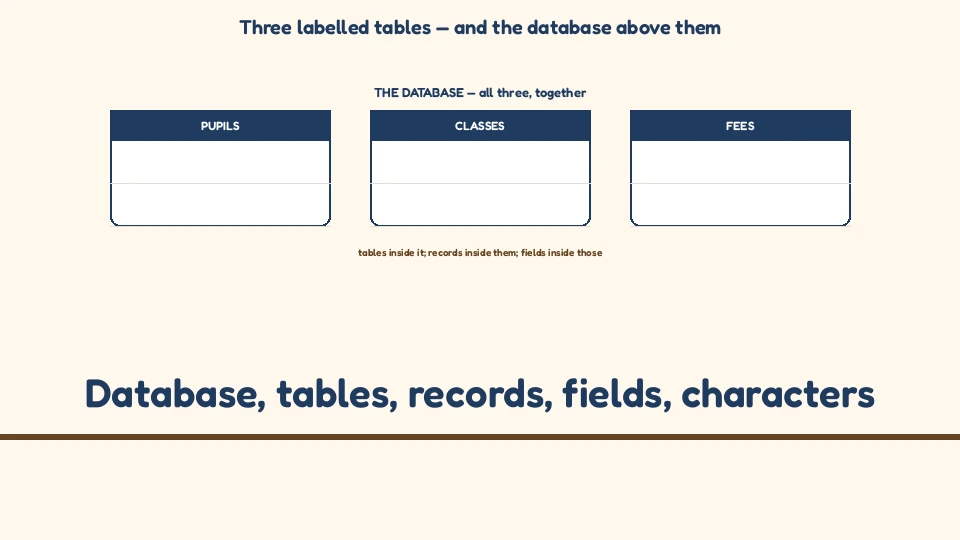 Three labelled tables — and the database above them
THE DATABASE — all three, together
PUPILS
CLASSES
FEES
tables inside it; records inside them; fields inside those
Database, tables, records, fields, characters